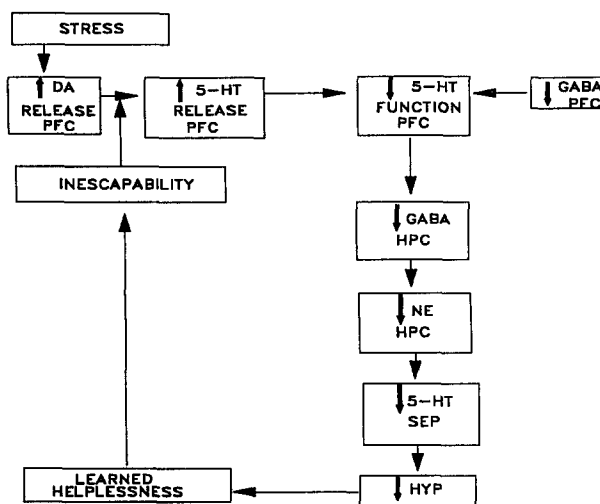 STRESS
↑ DA
RELEASE
PFC
↑ 5-HT
RELEASE
PFC
↓ 5-HT
FUNCTION
PFC
↓ GABA
PFC
INESCAPABILITY
↓ GABA
HPC
↓ NE
HPC
↓ 5-HT
SEP
↓ HYP
LEARNED
HELPLESSNESS